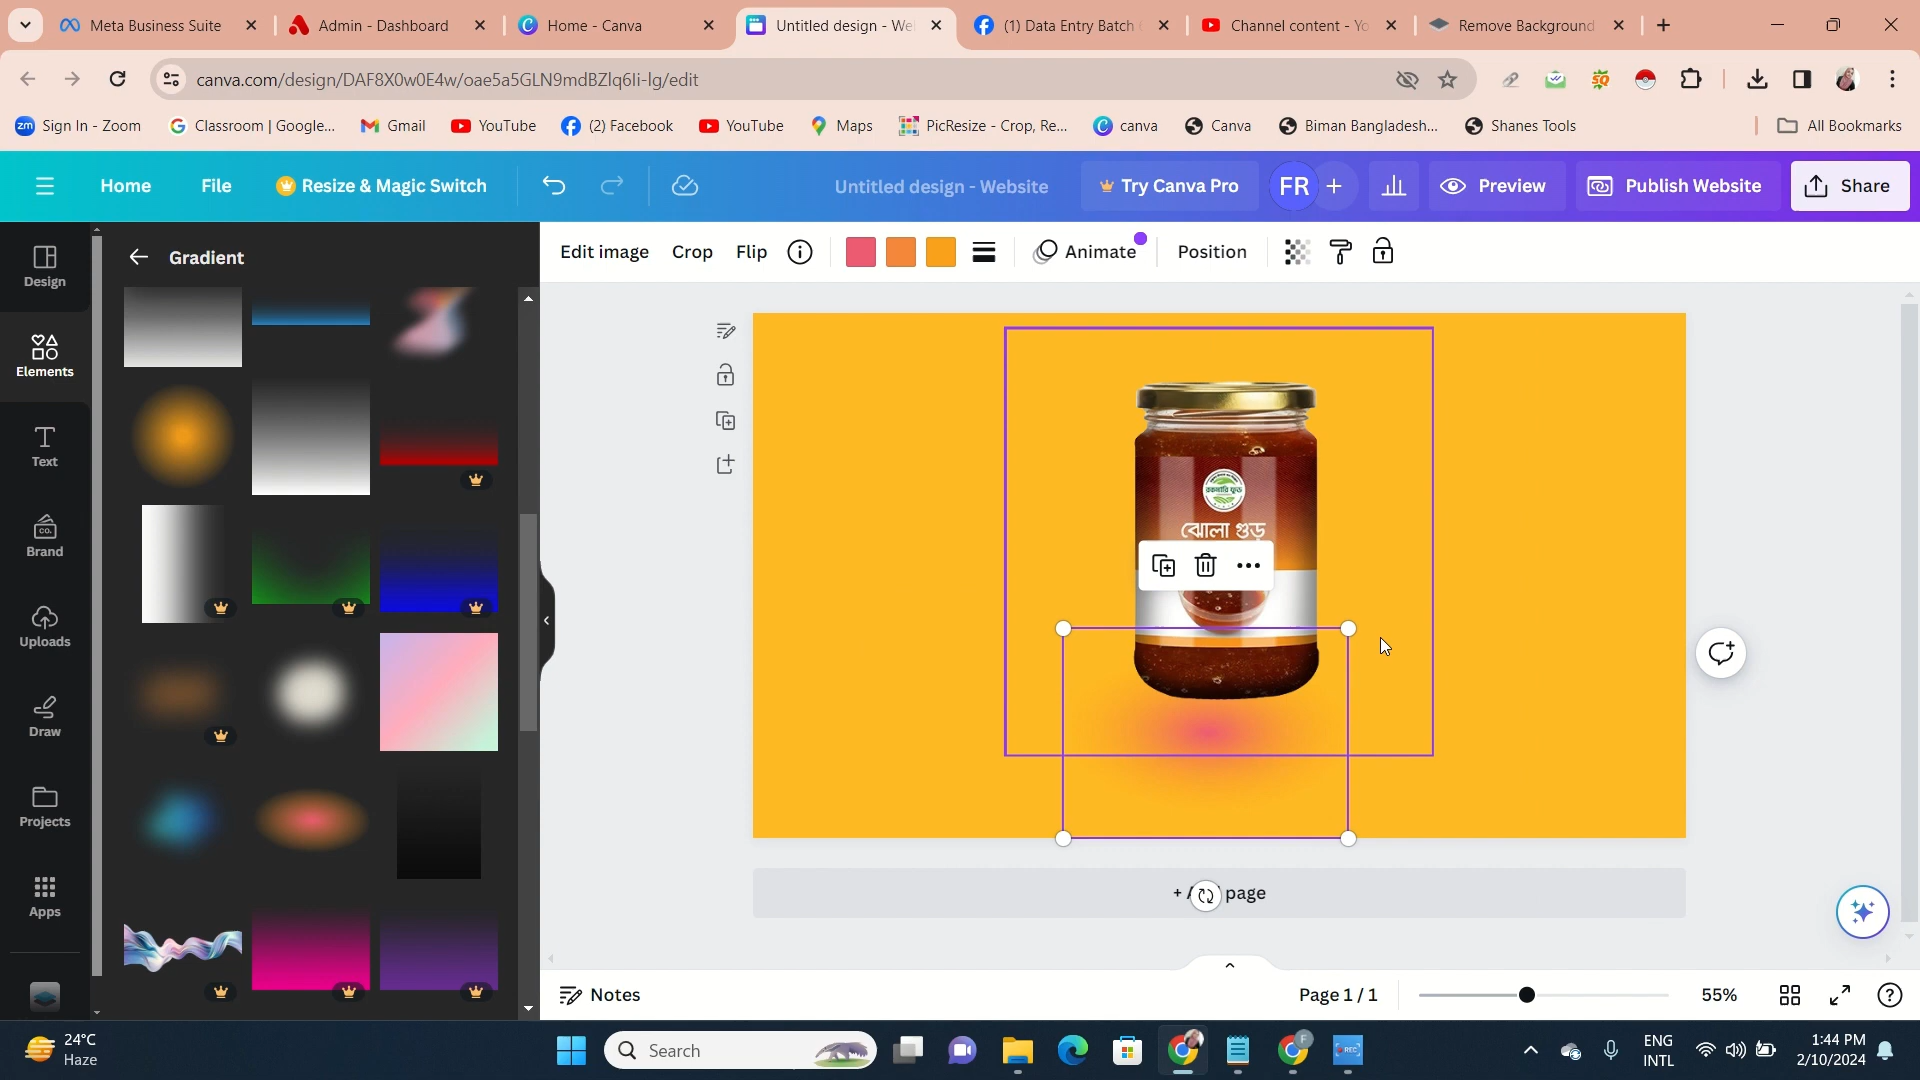 Meta Business Suite
Admin - Dashboard
Home - Canva
Untitled design - We
(1) Data Entry Batch
Channel content - Yo
Remove Background
canva.com/design/DAF8X0w0E4w/oae5a5GLN9mdBZlq6Ii-lg/edit
Sign In - Zoom
Classroom | Google...
Gmail
YouTube
(2) Facebook
YouTube
Maps
PicResize - Crop, Re...
canva
Canva
Biman Bangladesh...
Shanes Tools
All Bookmarks
Home
File
Resize & Magic Switch
Untitled design - Website
Try Canva Pro
FR
Preview
Publish Website
Share
Design
Elements
Text
Brand
Uploads
Draw
Projects
Apps
Gradient
Edit image
Crop
Flip
Animate
Position
ঝোলা গুড়
page
Notes
Page 1 / 1
55%
24°C
Haze
Search
ENG
INTL
1:44 PM
2/10/2024